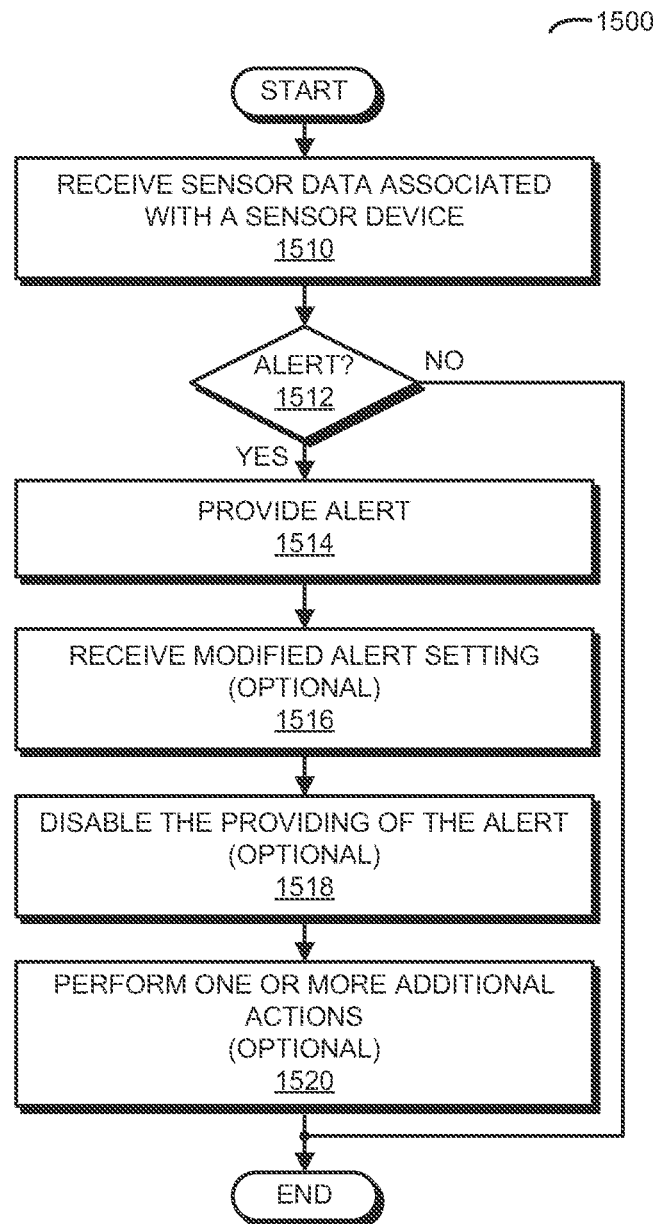 1500
START
RECEIVE SENSOR DATA ASSOCIATED
WITH A SENSOR DEVICE
1510
ALERT?
1512
NO
YES
PROVIDE ALERT
1514
RECEIVE MODIFIED ALERT SETTING
(OPTIONAL)
1516
DISABLE THE PROVIDING OF THE ALERT
(OPTIONAL)
1518
PERFORM ONE OR MORE ADDITIONAL
ACTIONS
(OPTIONAL)
1520
END